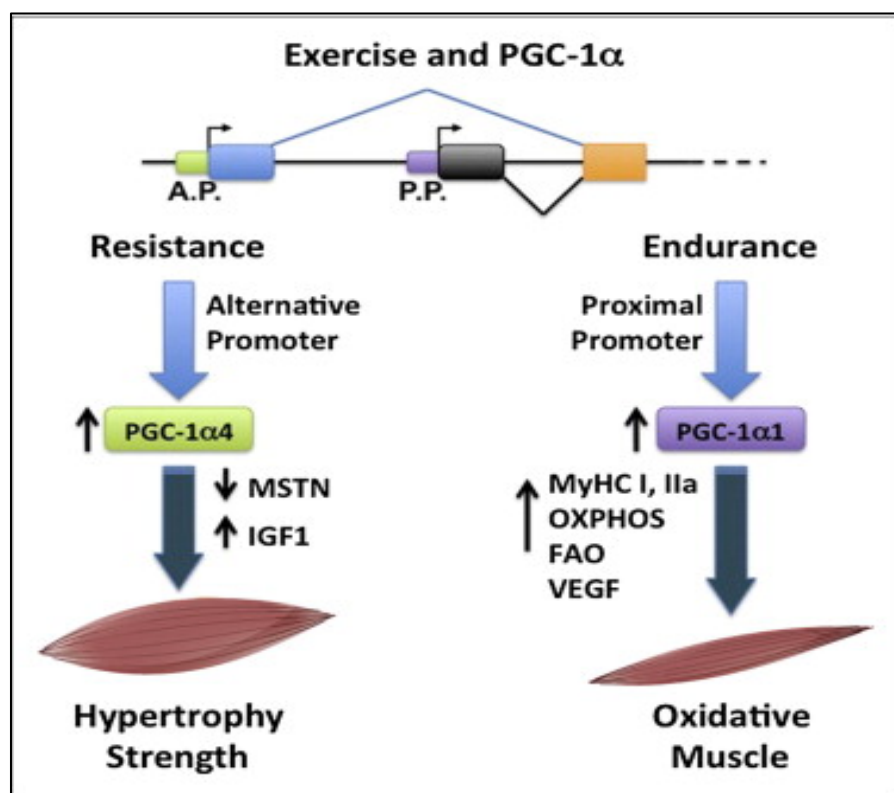 Exercise and PGC-1α
A.P.
P.P.
Resistance
Endurance
Alternative
Promoter
Proximal
Promoter
PGC-1α4
PGC-1α1
MSTN
IGF1
MyHC I, IIa
OXPHOS
FAO
VEGF
Hypertrophy
Strength
Oxidative
Muscle